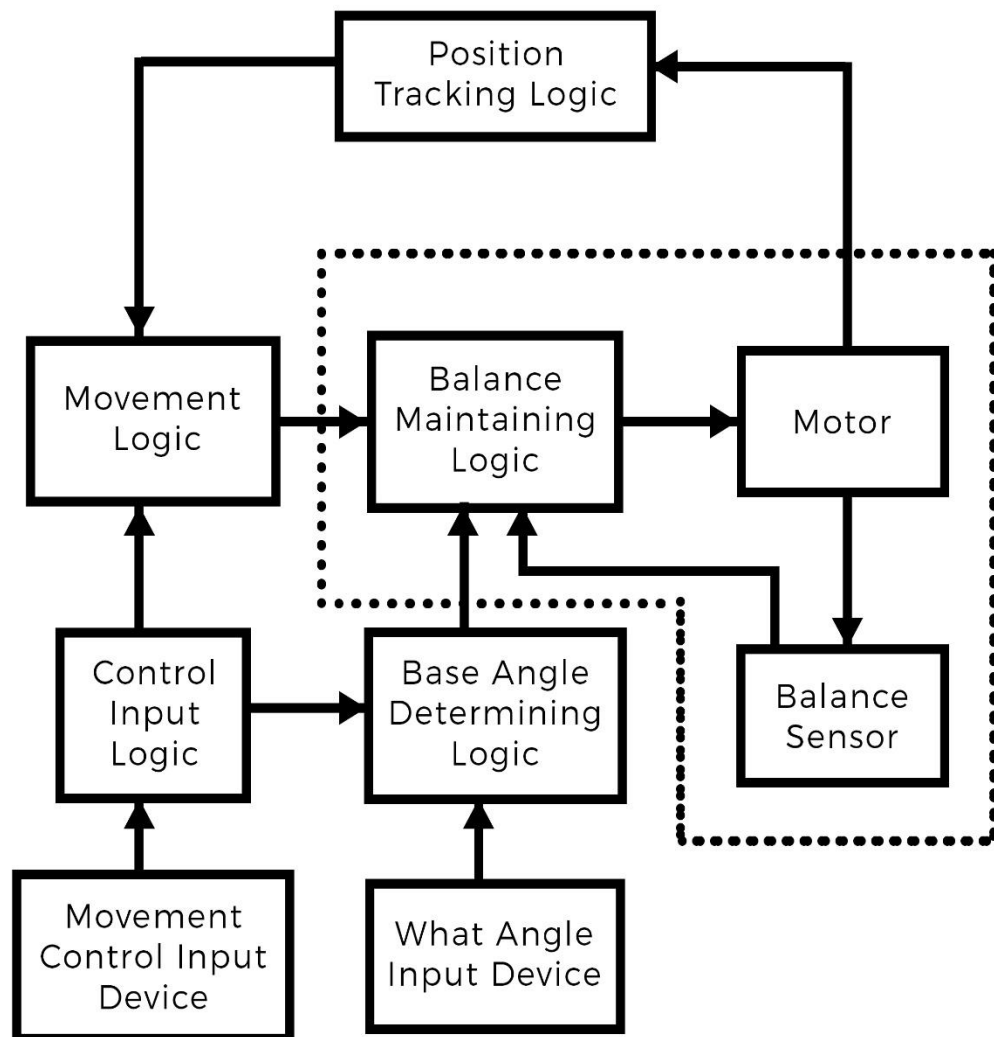 Position
Tracking Logic
Movement
Logic
Balance
Maintaining
Logic
Motor
Control
Input
Logic
Base Angle
Determining
Logic
Balance
Sensor
Movement
Control Input
Device
What Angle
Input Device